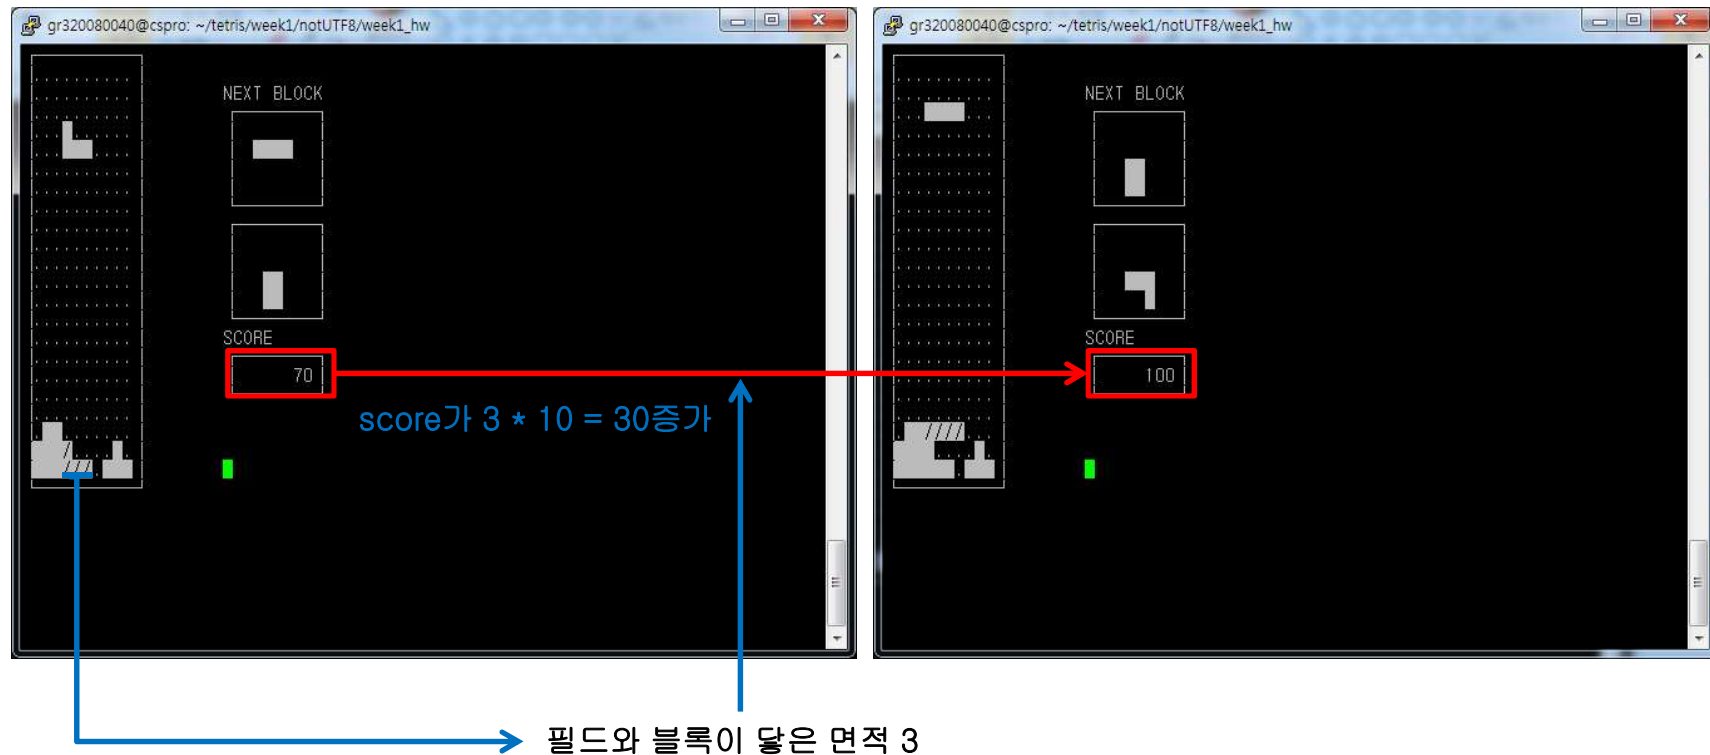 gr320080040@cspro: ~/tetris/week1/notUTF8/week1_hw
NEXT BLOCK
SCORE
70
gr320080040@cspro: ~/tetris/week1/notUTF8/week1_hw
NEXT BLOCK
SCORE
100
score가 3 * 10 = 30증가
필드와 블록이 닿은 면적 3